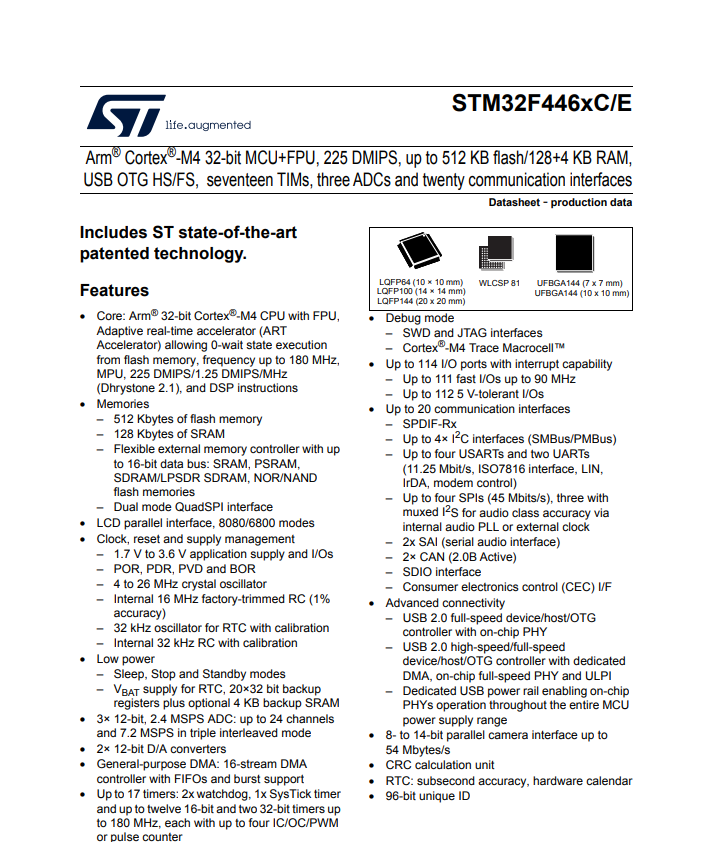 STM32F446xC/E
ST
life.augmented
Arm® Cortex®-M4 32-bit MCU+FPU, 225 DMIPS, up to 512 KB flash/128+4 KB RAM,
USB OTG HS/FS, seventeen TIMs, three ADCs and twenty communication interfaces
Datasheet - production data
Includes ST state-of-the-art
patented technology.
Features
• Core: Arm® 32-bit Cortex®-M4 CPU with FPU,
Adaptive real-time accelerator (ART
Accelerator) allowing 0-wait state execution
from flash memory, frequency up to 180 MHz,
MPU, 225 DMIPS/1.25 DMIPS/MHz
(Dhrystone 2.1), and DSP instructions
• Memories
– 512 Kbytes of flash memory
– 128 Kbytes of SRAM
– Flexible external memory controller with up
to 16-bit data bus: SRAM, PSRAM,
SDRAM/LPSDR SDRAM, NOR/NAND
flash memories
– Dual mode QuadSPI interface
• LCD parallel interface, 8080/6800 modes
• Clock, reset and supply management
– 1.7 V to 3.6 V application supply and I/Os
– POR, PDR, PVD and BOR
– 4 to 26 MHz crystal oscillator
– Internal 16 MHz factory-trimmed RC (1%
accuracy)
– 32 kHz oscillator for RTC with calibration
– Internal 32 kHz RC with calibration
• Low power
– Sleep, Stop and Standby modes
– VBAT supply for RTC, 20×32 bit backup
registers plus optional 4 KB backup SRAM
• 3× 12-bit, 2.4 MSPS ADC: up to 24 channels
and 7.2 MSPS in triple interleaved mode
• 2× 12-bit D/A converters
• General-purpose DMA: 16-stream DMA
controller with FIFOs and burst support
• Up to 17 timers: 2x watchdog, 1x SysTick timer
and up to twelve 16-bit and two 32-bit timers up
to 180 MHz, each with up to four IC/OC/PWM
or pulse counter
LQFP64 (10 × 10 mm)
LQFP100 (14 × 14 mm)
LQFP144 (20 x 20 mm)
WLCSP 81
UFBGA144 (7 x 7 mm)
UFBGA144 (10 x 10 mm)
• Debug mode
– SWD and JTAG interfaces
– Cortex®-M4 Trace Macrocell™
• Up to 114 I/O ports with interrupt capability
– Up to 111 fast I/Os up to 90 MHz
– Up to 112 5 V-tolerant I/Os
• Up to 20 communication interfaces
– SPDIF-Rx
– Up to 4× I2C interfaces (SMBus/PMBus)
– Up to four USARTs and two UARTs
(11.25 Mbit/s, ISO7816 interface, LIN,
IrDA, modem control)
– Up to four SPIs (45 Mbits/s), three with
muxed I2S for audio class accuracy via
internal audio PLL or external clock
– 2x SAI (serial audio interface)
– 2× CAN (2.0B Active)
– SDIO interface
– Consumer electronics control (CEC) I/F
• Advanced connectivity
– USB 2.0 full-speed device/host/OTG
controller with on-chip PHY
– USB 2.0 high-speed/full-speed
device/host/OTG controller with dedicated
DMA, on-chip full-speed PHY and ULPI
– Dedicated USB power rail enabling on-chip
PHYs operation throughout the entire MCU
power supply range
• 8- to 14-bit parallel camera interface up to
54 Mbytes/s
• CRC calculation unit
• RTC: subsecond accuracy, hardware calendar
• 96-bit unique ID